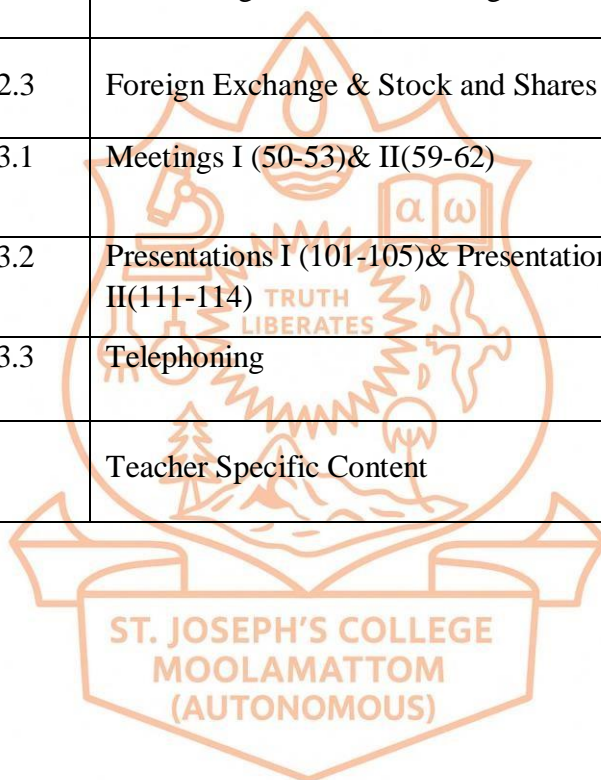 2.3 Foreign Exchange & Stock and Shares
3.1 Meetings I (50-53)& II(59-62)
3.2 Presentations I (101-105)& Presentation
II(111-114)
TRUTH
LIBERATES
3.3 Telephoning
Teacher Specific Content
α ω
ST. JOSEPH'S COLLEGE
MOOLAMATTOM
(AUTONOMOUS)